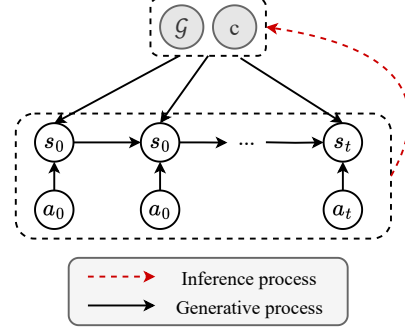 𝒢 c
s₀ s₀ ... sₜ
a₀ a₀ aₜ
Inference process
Generative process